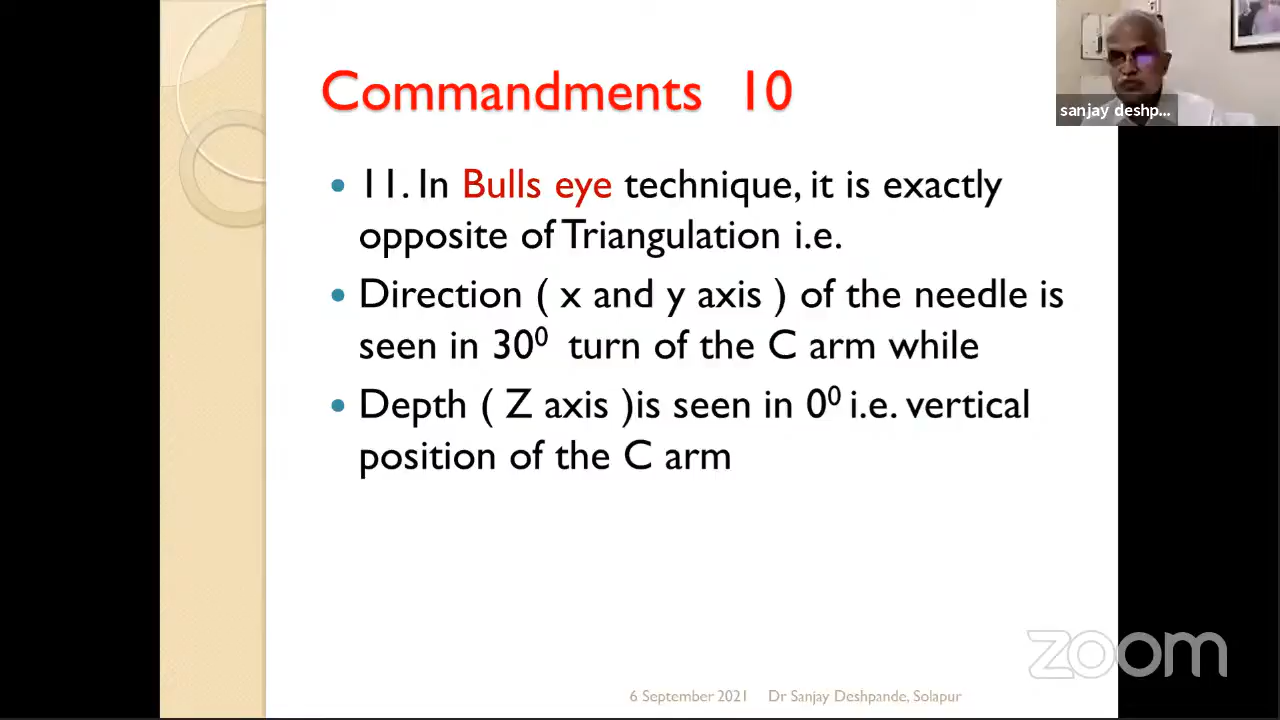 Commandments 10
sanjay deshp...
• 11. In Bulls eye technique, it is exactly
opposite of Triangulation i.e.
• Direction ( x and y axis ) of the needle is
seen in 30⁰ turn of the C arm while
• Depth ( Z axis )is seen in 0⁰ i.e. vertical
position of the C arm
zoom
6 September 2021 Dr Sanjay Deshpande, Solapur